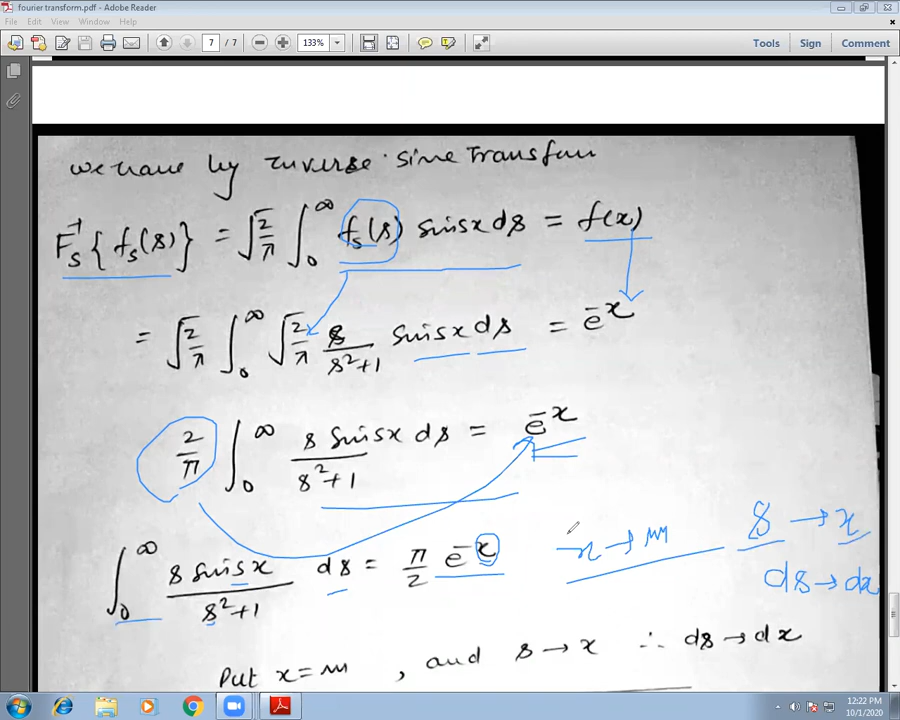 fourier transform.pdf - Adobe Reader
File Edit View Window Help
7 / 7 133% Tools Sign Comment
we have by inverse sine Transform
F_s^{-1} { f_s(s) } = √(2/π) ∫_0^∞ f_s(s) sin sx ds = f(x)
= √(2/π) ∫_0^∞ √(2/π) s/(s²+1) sin sx ds = e^{-x}
2/π ∫_0^∞ (s sin sx ds)/(s²+1) = e^{-x}
x → m s → x
ds → dx
∫_0^∞ (s sin sx)/(s²+1) ds = π/2 e^{-x}
Put x = m , and s → x ∴ ds → dx
12:22 PM
10/1/2020